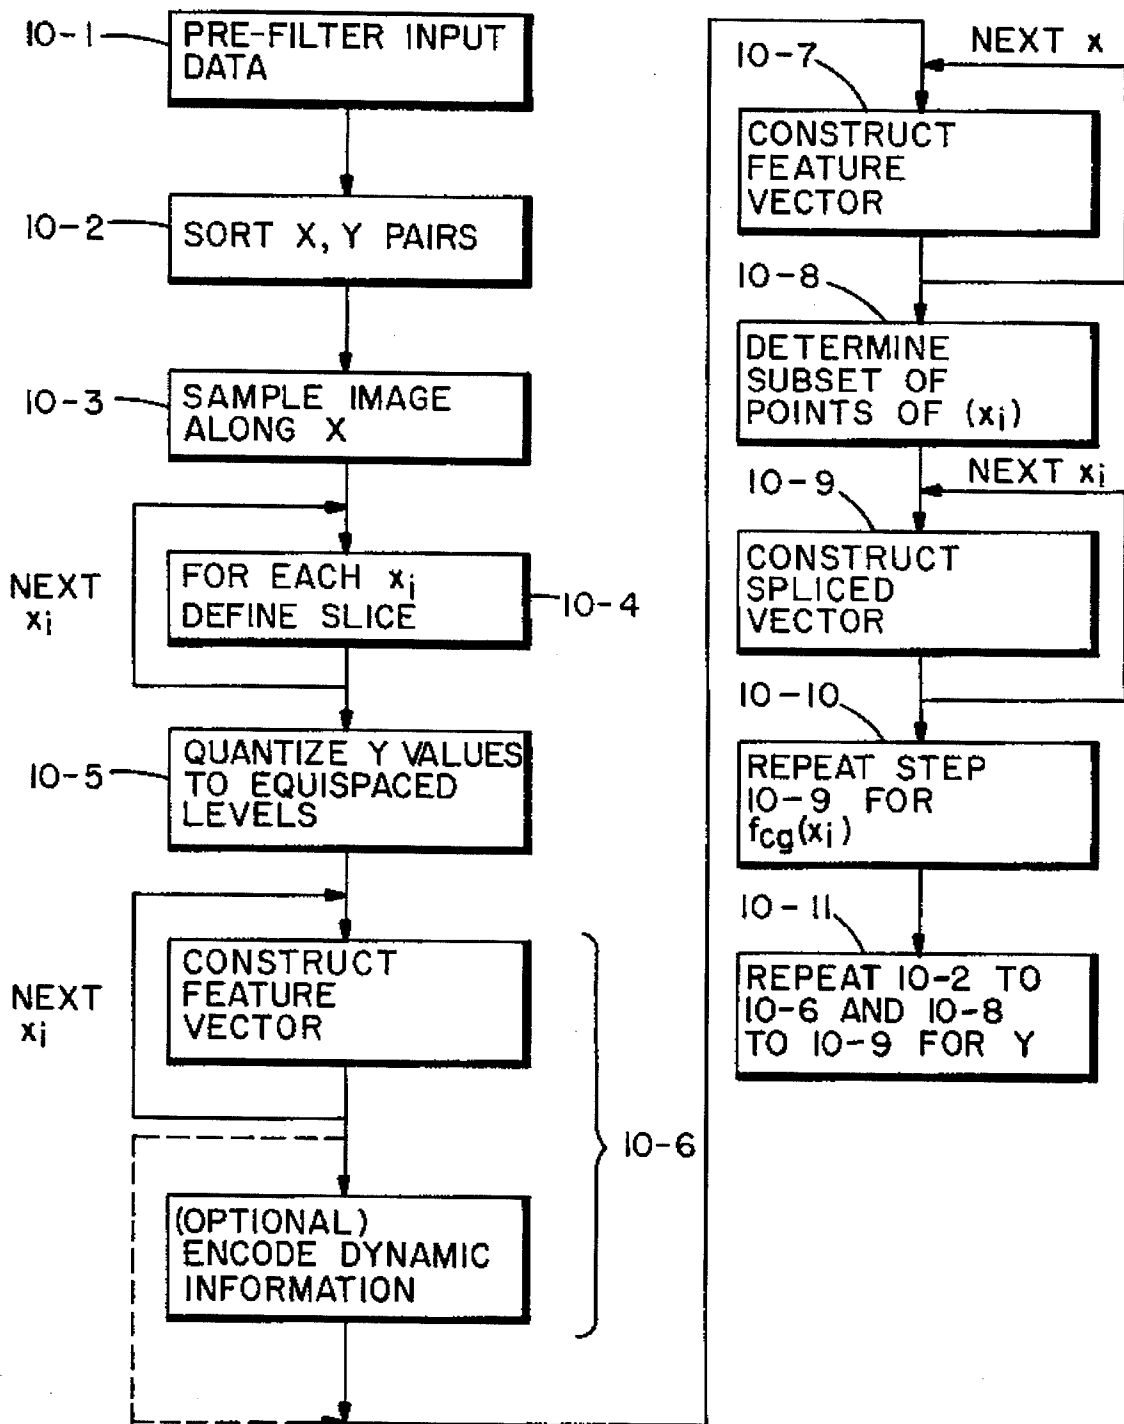 10-1
PRE-FILTER INPUT
DATA
10-2
SORT X, Y PAIRS
10-3
SAMPLE IMAGE
ALONG X
NEXT
xi
FOR EACH xi
DEFINE SLICE
10-4
10-5
QUANTIZE Y VALUES
TO EQUISPACED
LEVELS
NEXT
xi
CONSTRUCT
FEATURE
VECTOR
10-6
(OPTIONAL)
ENCODE DYNAMIC
INFORMATION
NEXT x
10-7
CONSTRUCT
FEATURE
VECTOR
10-8
DETERMINE
SUBSET OF
POINTS OF (xi)
NEXT xi
10-9
CONSTRUCT
SPLICED
VECTOR
10-10
REPEAT STEP
10-9 FOR
fcg(xi)
10-11
REPEAT 10-2 TO
10-6 AND 10-8
TO 10-9 FOR Y